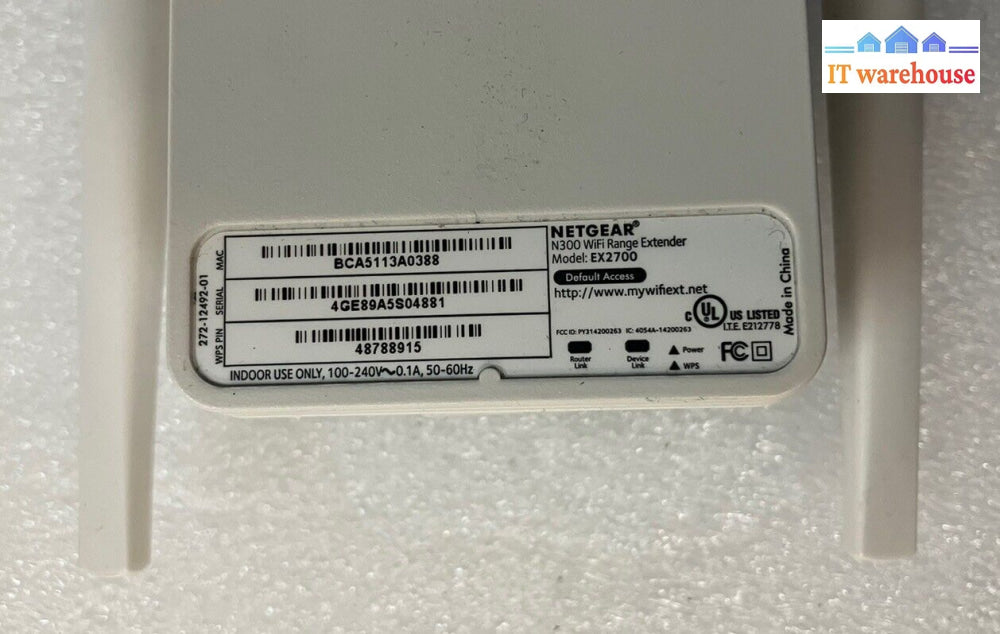 IT warehouse
272-12492-01
MAC
BCA5113A0388
SERIAL
4GE89A5S04881
WPS PIN
48788915
INDOOR USE ONLY, 100-240V~0.1A, 50-60Hz
NETGEAR®
N300 WiFi Range Extender
Model: EX2700
Default Access
http://www.mywifiext.net
FCC ID: PY314200263 IC: 4054A-14200263
C UL US LISTED
I.T.E. E212778
Made in China
Router
Link
Device
Link
▲ Power
▲ WPS
FC